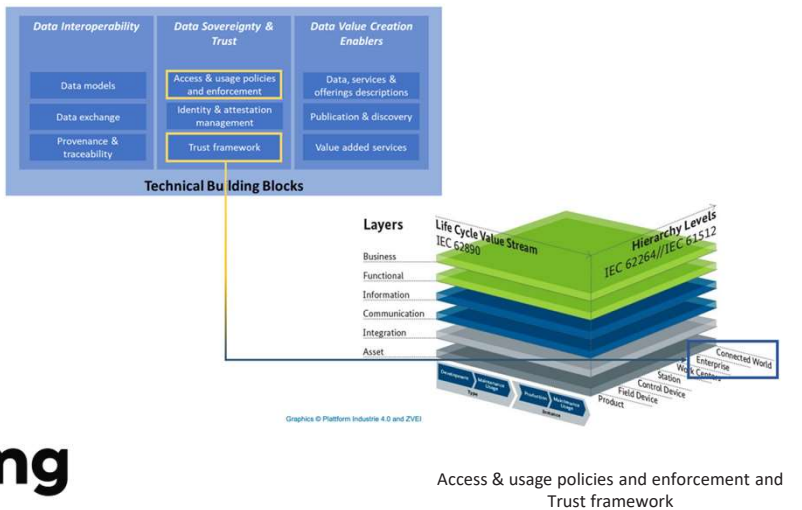 Data Interoperability
Data models
Data exchange
Provenance &
traceability
Data Sovereignty &
Trust
Access & usage policies
and enforcement
Identity & attestation
management
Trust framework
Data Value Creation
Enablers
Data, services &
offerings descriptions
Publication & discovery
Value added services
Technical Building Blocks
Layers
Business
Functional
Information
Communication
Integration
Asset
Life Cycle Value Stream
IEC 62890
Hierarchy Levels
IEC 62264//IEC 61512
Connected World
Enterprise
Work Centers
Station
Control Device
Field Device
Product
Development
Maintenance
Usage
Type
Production
Maintenance
Usage
Instance
Graphics © Plattform Industrie 4.0 and ZVEI
ng
Access & usage policies and enforcement and
Trust framework